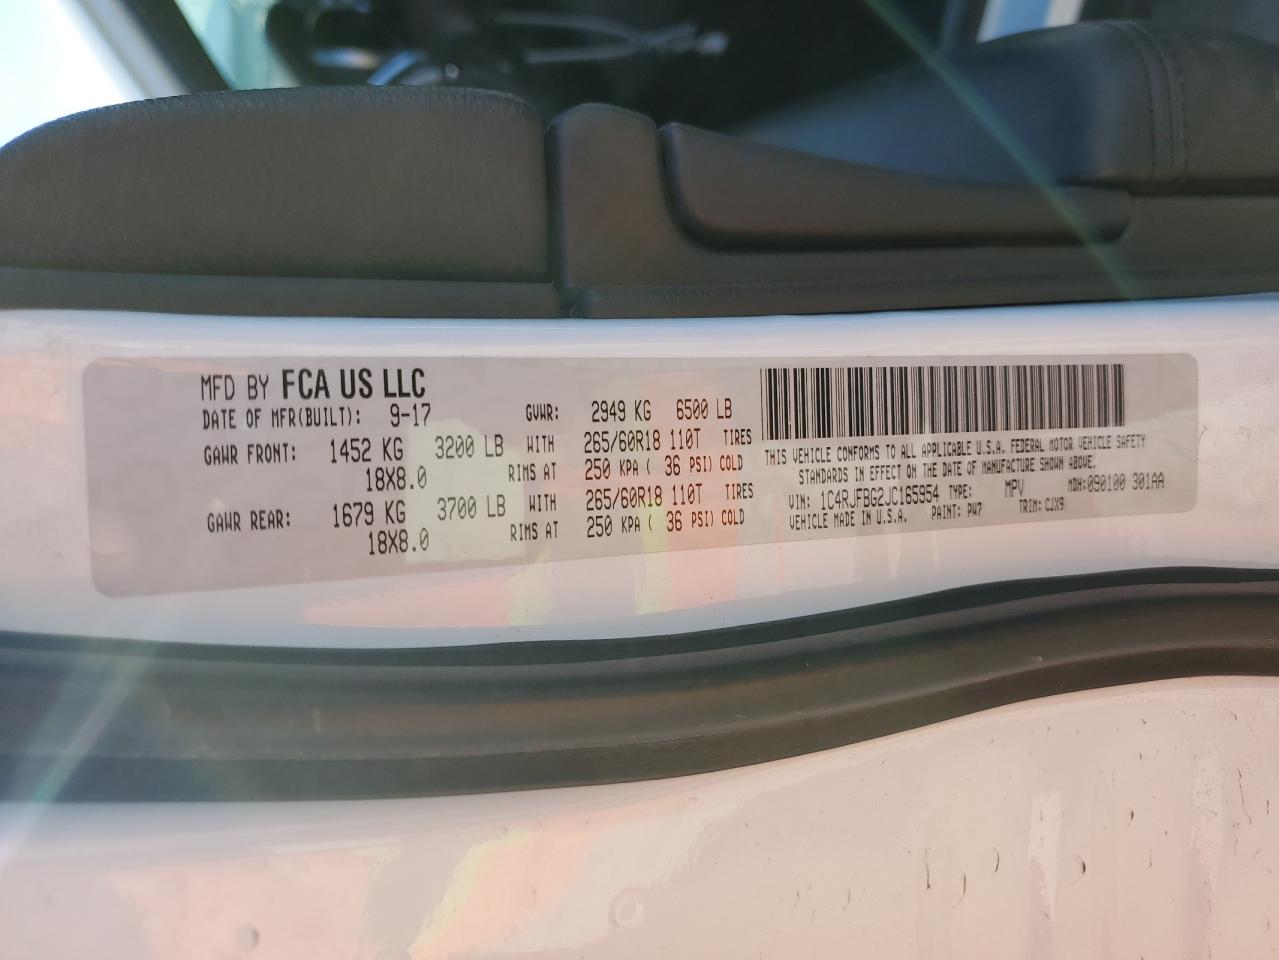 MFD BY FCA US LLC
DATE OF MFR(BUILT): 9-17 GVWR: 2949 KG 6500 LB
GAWR FRONT: 1452 KG 3200 LB WITH 265/60R18 110T TIRES
18X8.0 RIMS AT 250 KPA ( 36 PSI) COLD
GAWR REAR: 1679 KG 3700 LB WITH 265/60R18 110T TIRES
18X8.0 RIMS AT 250 KPA ( 36 PSI) COLD
THIS VEHICLE CONFORMS TO ALL APPLICABLE U.S.A. FEDERAL MOTOR VEHICLE SAFETY
STANDARDS IN EFFECT ON THE DATE OF MANUFACTURE SHOWN ABOVE.
VIN: 1C4RJFBG2JC165954 TYPE: MPV MDH:090100 301AA
VEHICLE MADE IN U.S.A. PAINT: PW7 TRIM: CJX9